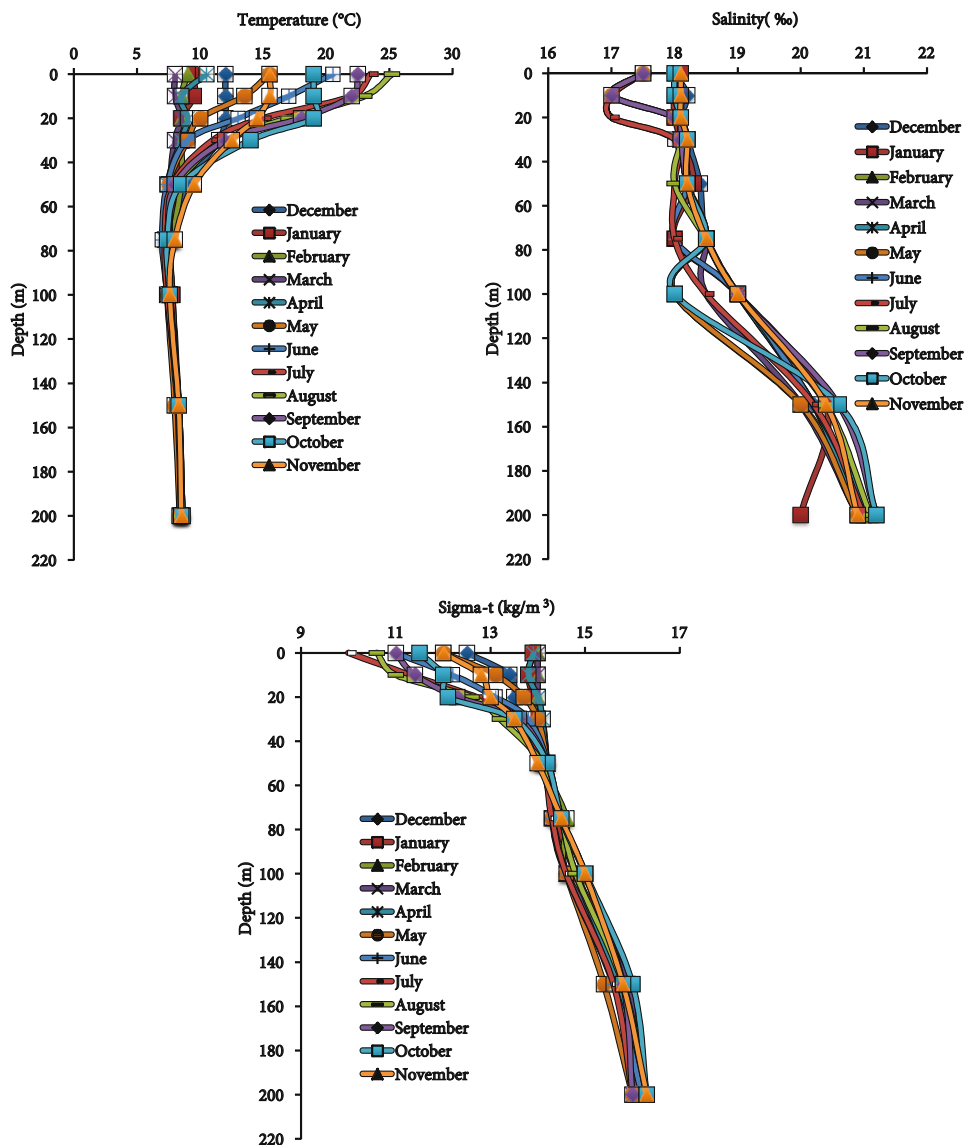 Temperature (°C)
0 5 10 15 20 25 30
0
20
40
60
80
100
120
140
160
180
200
220
Depth (m)
December
January
February
March
April
May
June
July
August
September
October
November
Salinity( ‰)
16 17 18 19 20 21 22
0
20
40
60
80
100
120
140
160
180
200
220
Depth (m)
December
January
February
March
April
May
June
July
August
September
October
November
Sigma-t (kg/m³)
9 11 13 15 17
0
20
40
60
80
100
120
140
160
180
200
220
Depth (m)
December
January
February
March
April
May
June
July
August
September
October
November